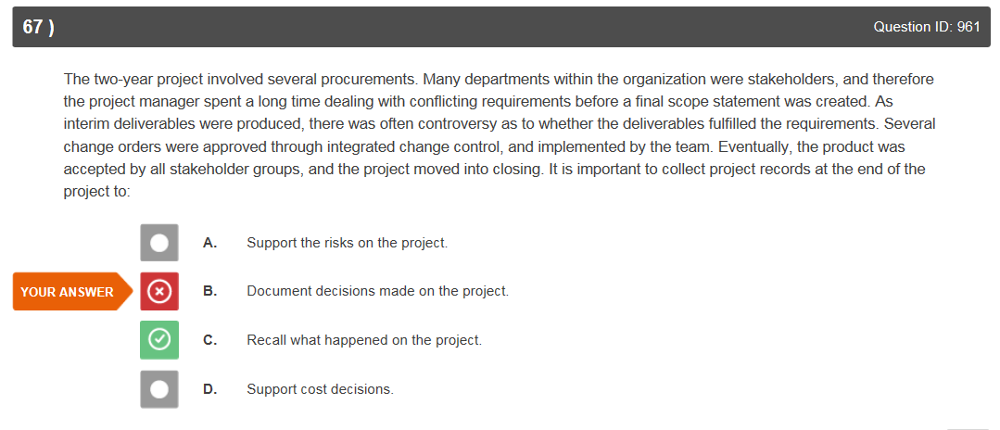 67 )
Question ID: 961
The two-year project involved several procurements. Many departments within the organization were stakeholders, and therefore
the project manager spent a long time dealing with conflicting requirements before a final scope statement was created. As
interim deliverables were produced, there was often controversy as to whether the deliverables fulfilled the requirements. Several
change orders were approved through integrated change control, and implemented by the team. Eventually, the product was
accepted by all stakeholder groups, and the project moved into closing. It is important to collect project records at the end of the
project to:
A. Support the risks on the project.
YOUR ANSWER B. Document decisions made on the project.
C. Recall what happened on the project.
D. Support cost decisions.